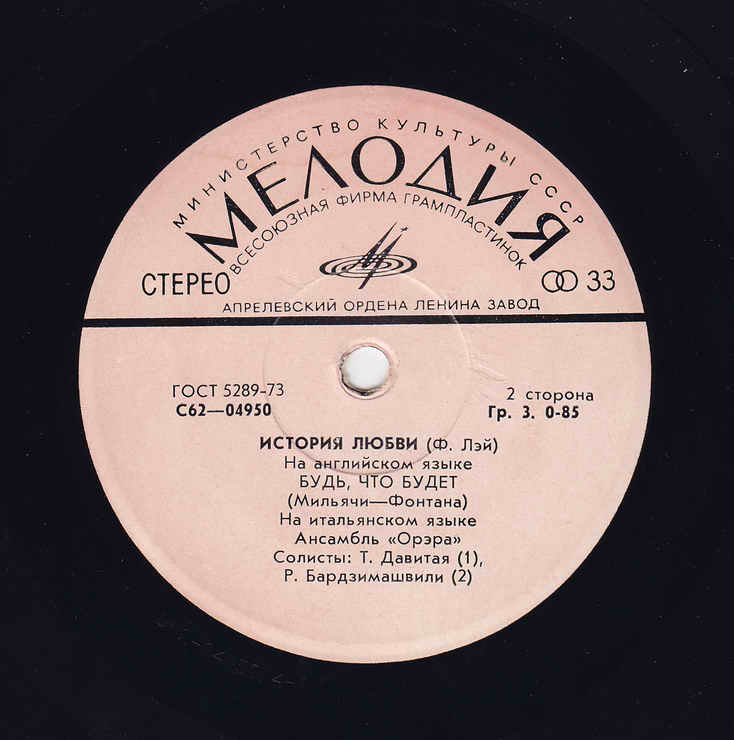 МИНИСТЕРСТВО КУЛЬТУРЫ СССР
МЕЛОДИЯ
ВСЕСОЮЗНАЯ ФИРМА ГРАМПЛАСТИНОК
СТЕРЕО
33
АПРЕЛЕВСКИЙ ОРДЕНА ЛЕНИНА ЗАВОД
ГОСТ 5289-73
2 сторона
С62—04950
Гр. 3. 0-85
ИСТОРИЯ ЛЮБВИ (Ф. Лэй)
На английском языке
БУДЬ, ЧТО БУДЕТ
(Мильячи—Фонтана)
На итальянском языке
Ансамбль «Орэра»
Солисты: Т. Давитая (1),
Р. Бардзимашвили (2)